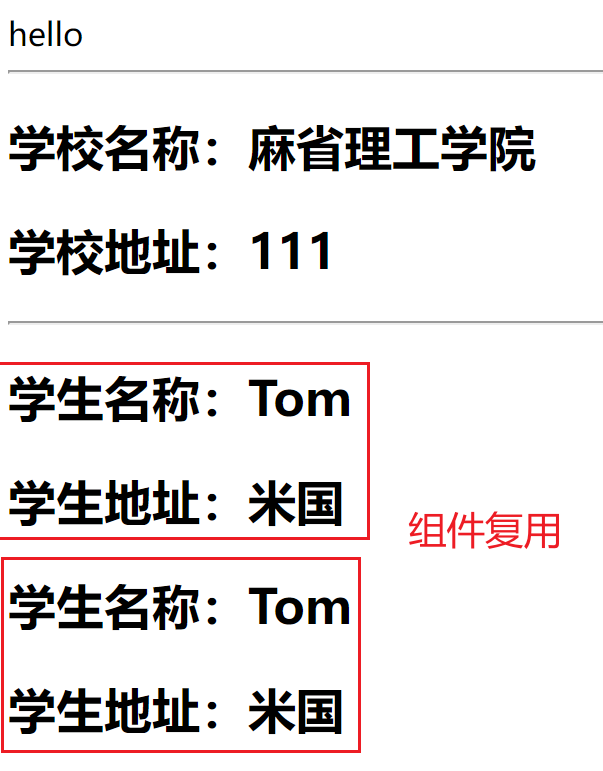 hello
学校名称：麻省理工学院
学校地址：111
学生名称：Tom
学生地址：米国
组件复用
学生名称：Tom
学生地址：米国